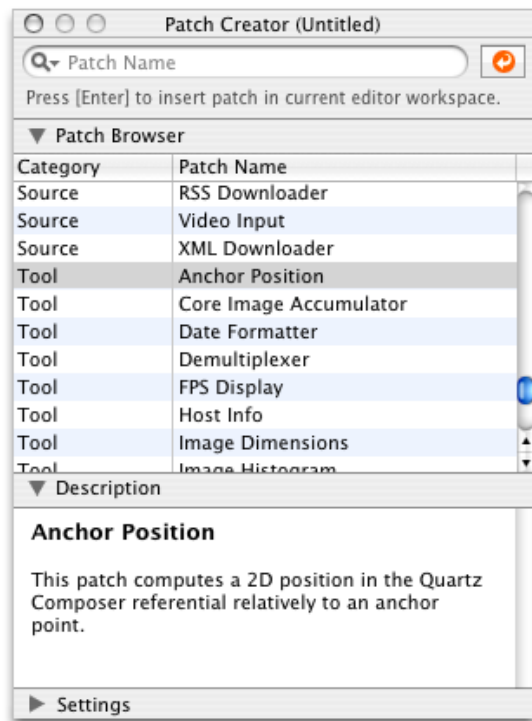 Patch Creator (Untitled)
Patch Name
Press [Enter] to insert patch in current editor workspace.
Patch Browser
Category Patch Name
Source RSS Downloader
Source Video Input
Source XML Downloader
Tool Anchor Position
Tool Core Image Accumulator
Tool Date Formatter
Tool Demultiplexer
Tool FPS Display
Tool Host Info
Tool Image Dimensions
Tool Image Histogram
Description
Anchor Position
This patch computes a 2D position in the Quartz
Composer referential relatively to an anchor
point.
Settings